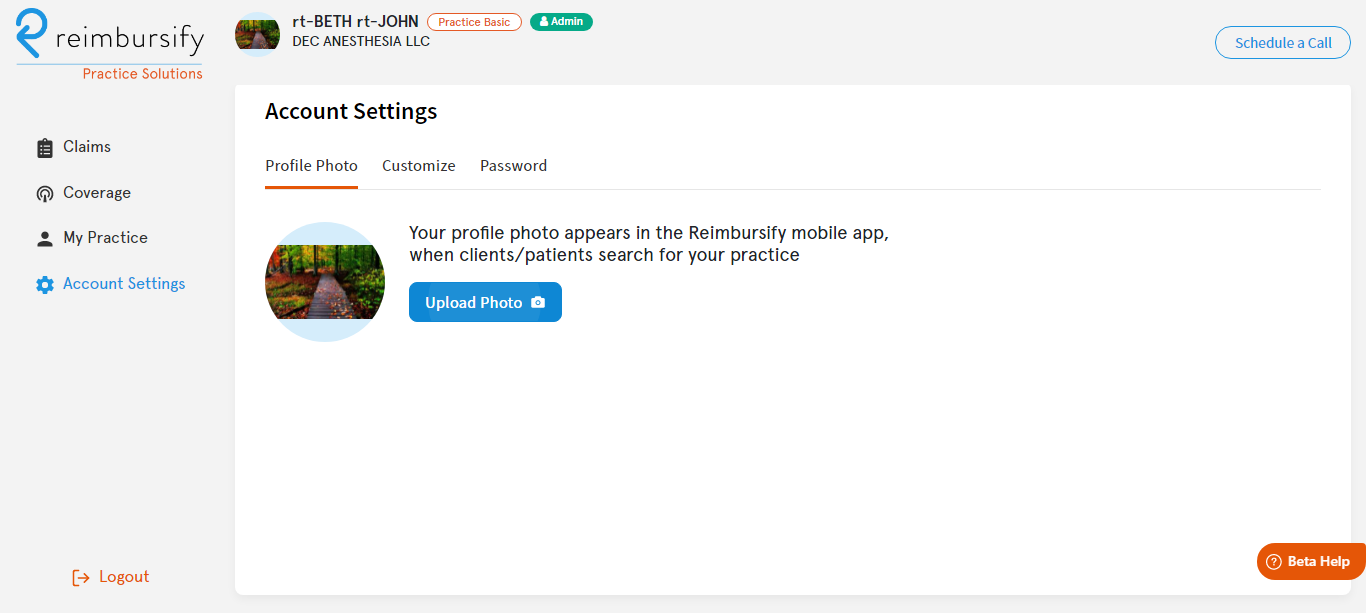 reimbursify
Practice Solutions
rt-BETH rt-JOHN Practice Basic Admin
DEC ANESTHESIA LLC
Schedule a Call
Claims
Coverage
My Practice
Account Settings
Logout
Account Settings
Profile Photo Customize Password
Your profile photo appears in the Reimbursify mobile app,
when clients/patients search for your practice
Upload Photo
Beta Help